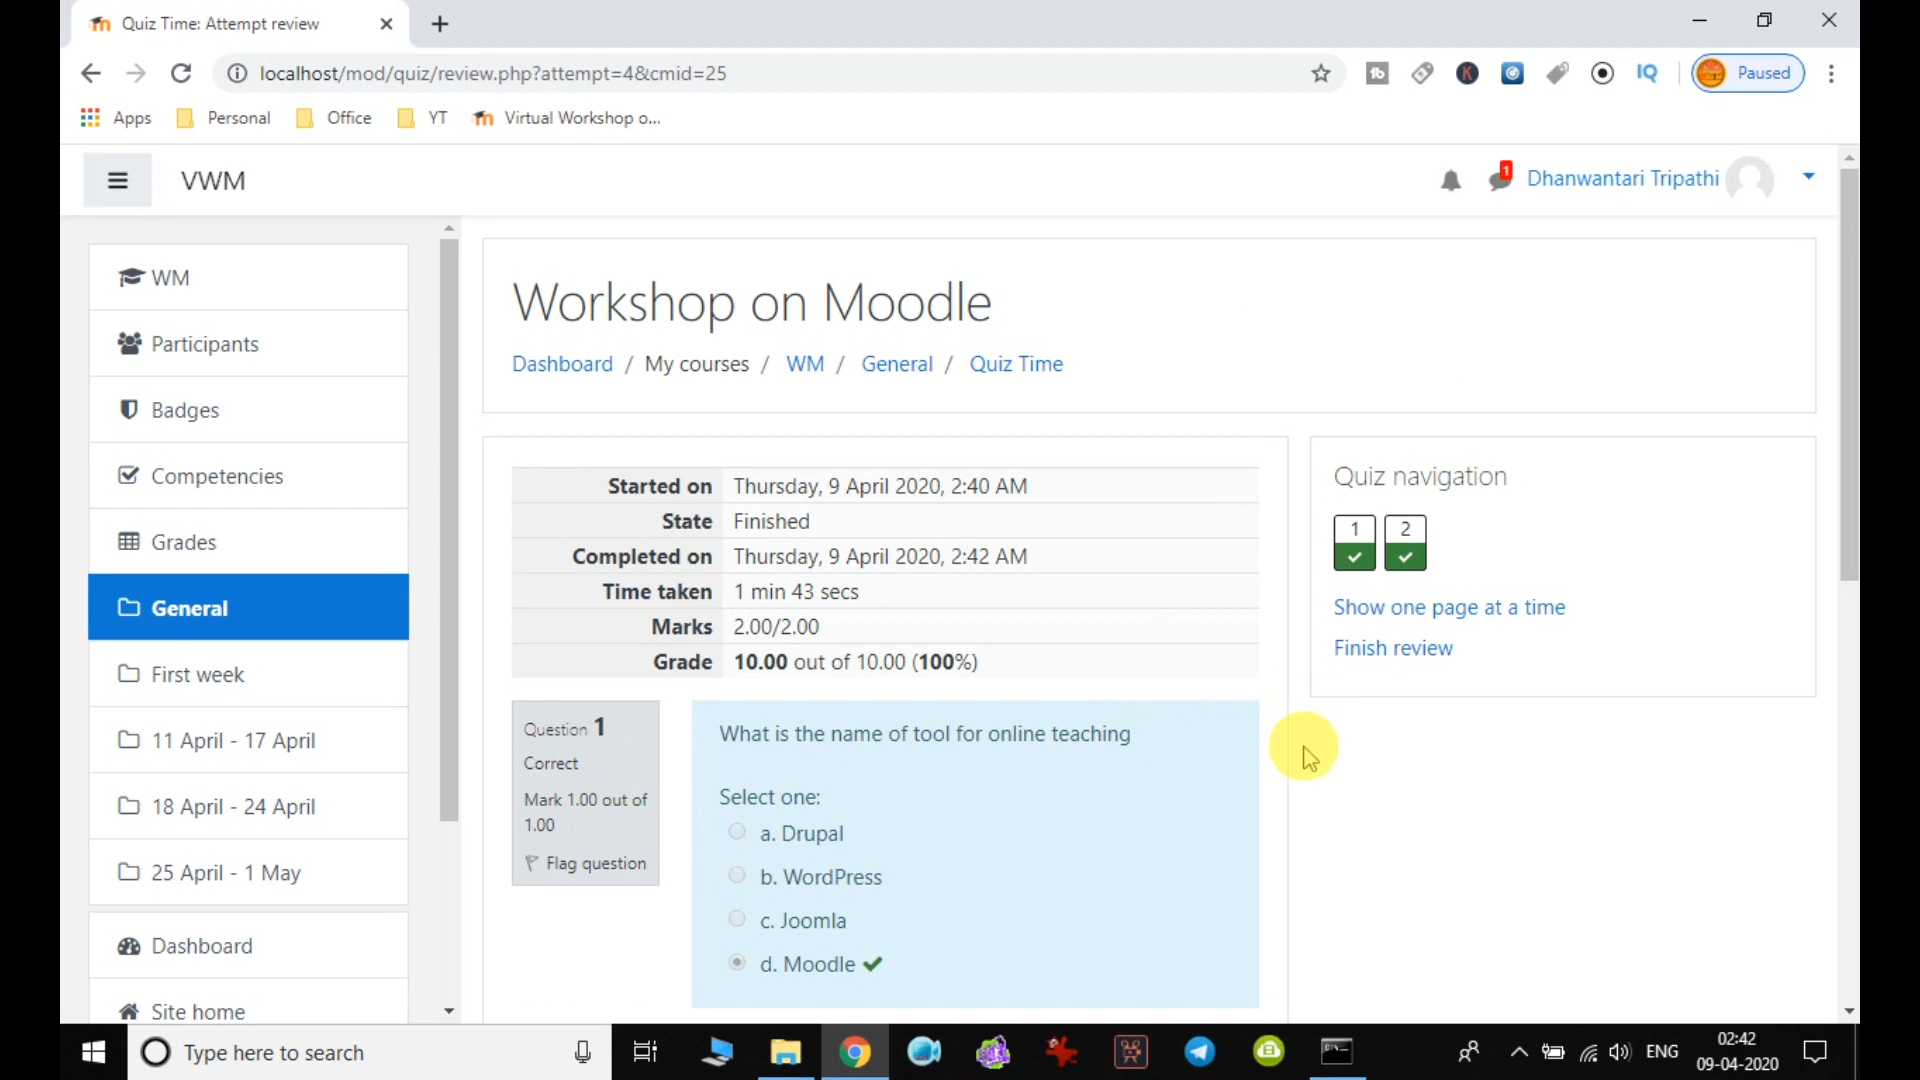 Quiz Time: Attempt review
localhost/mod/quiz/review.php?attempt=4&cmid=25
IQ
Paused
Apps
Personal
Office
YT
Virtual Workshop o...
VWM
1
Dhanwantari Tripathi
WM
Participants
Badges
Competencies
Grades
General
First week
11 April - 17 April
18 April - 24 April
25 April - 1 May
Dashboard
Site home
Workshop on Moodle
Dashboard / My courses / WM / General / Quiz Time
Started on Thursday, 9 April 2020, 2:40 AM
State Finished
Completed on Thursday, 9 April 2020, 2:42 AM
Time taken 1 min 43 secs
Marks 2.00/2.00
Grade 10.00 out of 10.00 (100%)
Question 1
Correct
Mark 1.00 out of
1.00
Flag question
What is the name of tool for online teaching
Select one:
a. Drupal
b. WordPress
c. Joomla
d. Moodle
Quiz navigation
1 2
Show one page at a time
Finish review
Type here to search
ENG
02:42
09-04-2020